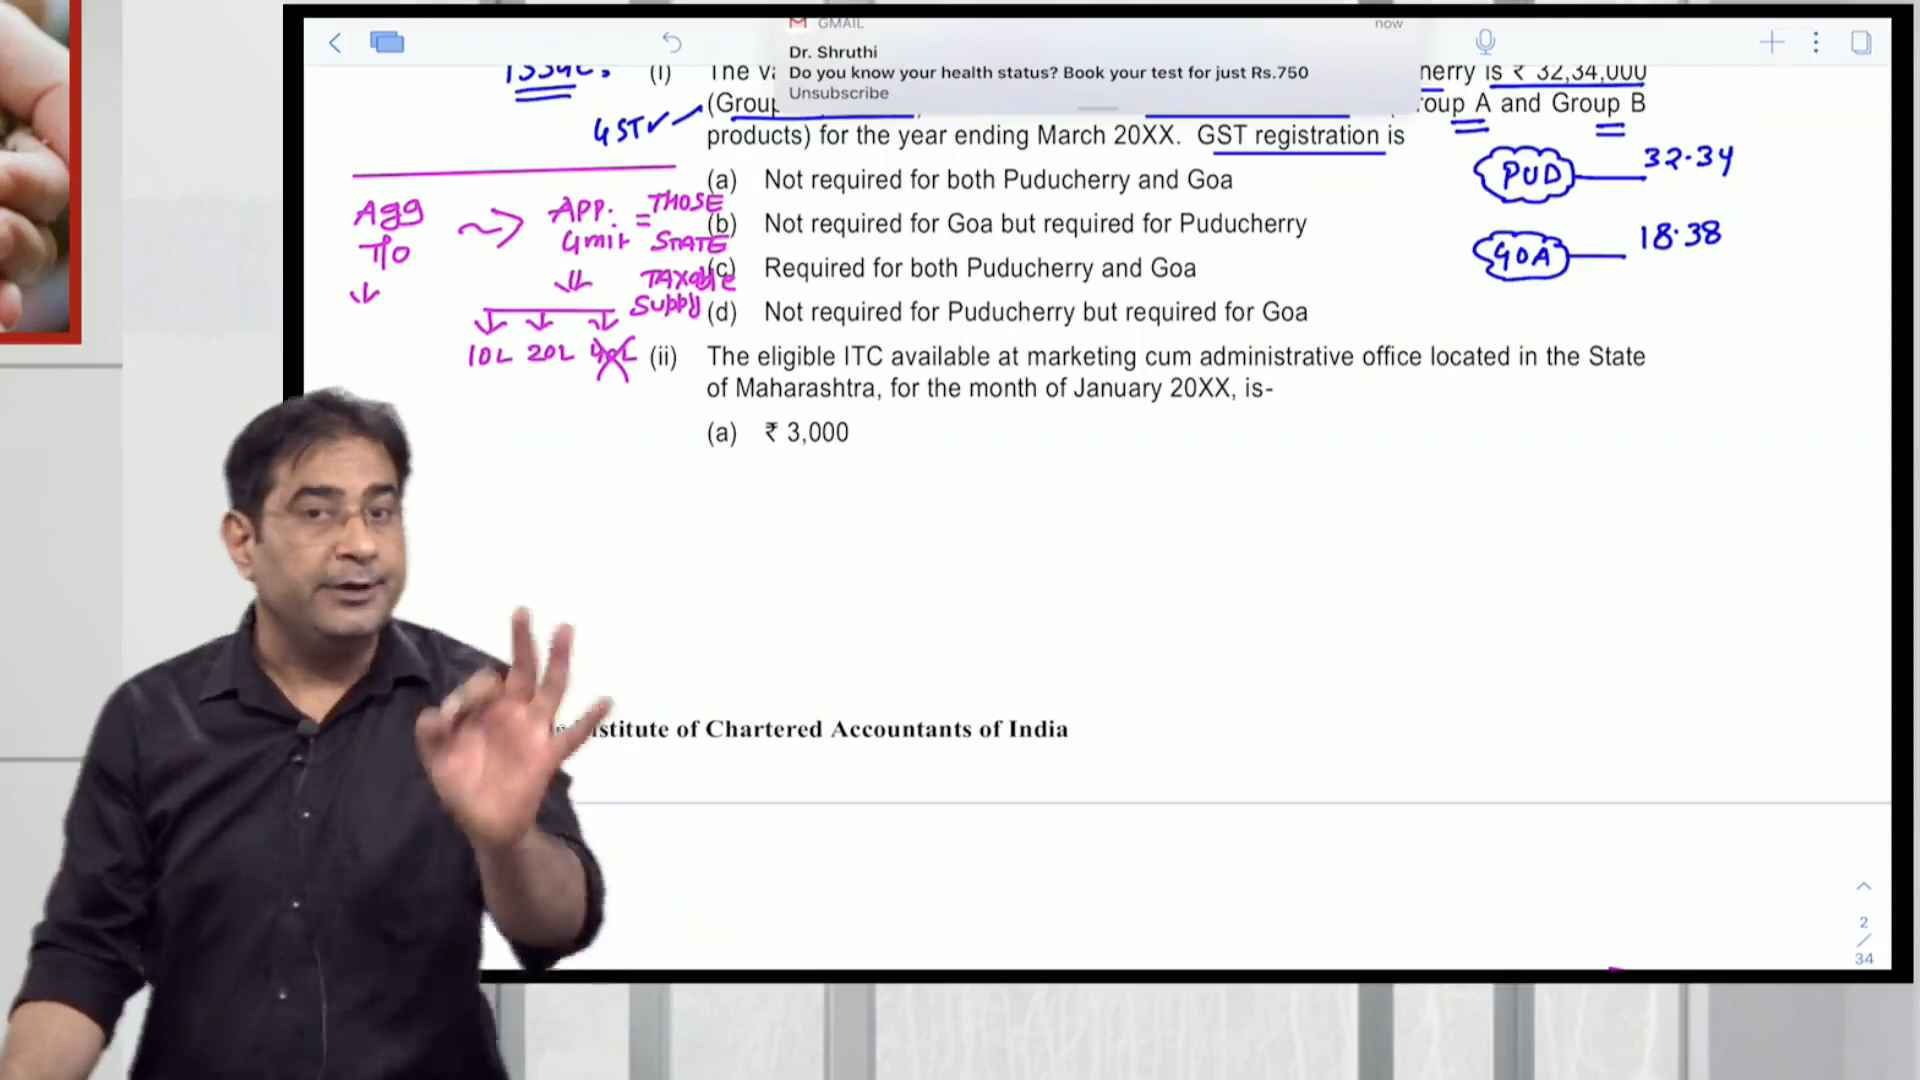 GMAIL
now
Dr. Shruthi
Do you know your health status? Book your test for just Rs.750
Unsubscribe
Issue:
(i) The va herry is ₹ 32,34,000
(Group roup A and Group B
GST✓
products) for the year ending March 20XX. GST registration is
PUD 32.34
(a) Not required for both Puducherry and Goa
Agg T/o
App. Limit = THOSE STATE TAXable Supply
(b) Not required for Goa but required for Puducherry
GOA 18.38
(c) Required for both Puducherry and Goa
(d) Not required for Puducherry but required for Goa
10L 20L 40L
(ii) The eligible ITC available at marketing cum administrative office located in the State
of Maharashtra, for the month of January 20XX, is-
(a) ₹ 3,000
nstitute of Chartered Accountants of India
2
/
34